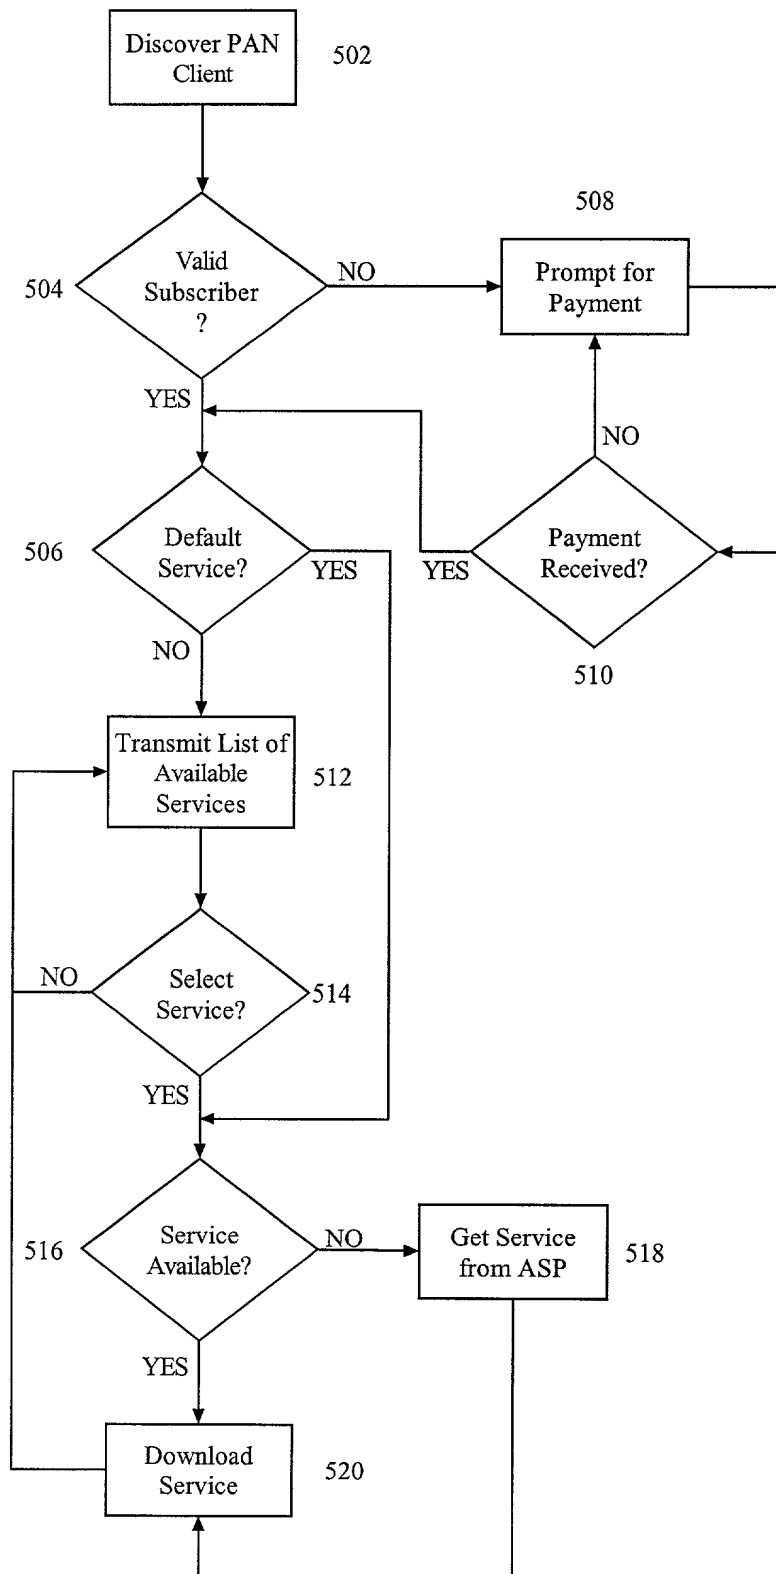 Discover PAN
Client
502
508
Valid
Subscriber
?
504
NO
Prompt for
Payment
YES
NO
Default
Service?
506
YES
YES
Payment
Received?
NO
510
Transmit List of
Available
Services
512
NO
Select
Service?
514
YES
516
Service
Available?
NO
Get Service
from ASP
518
YES
Download
Service
520